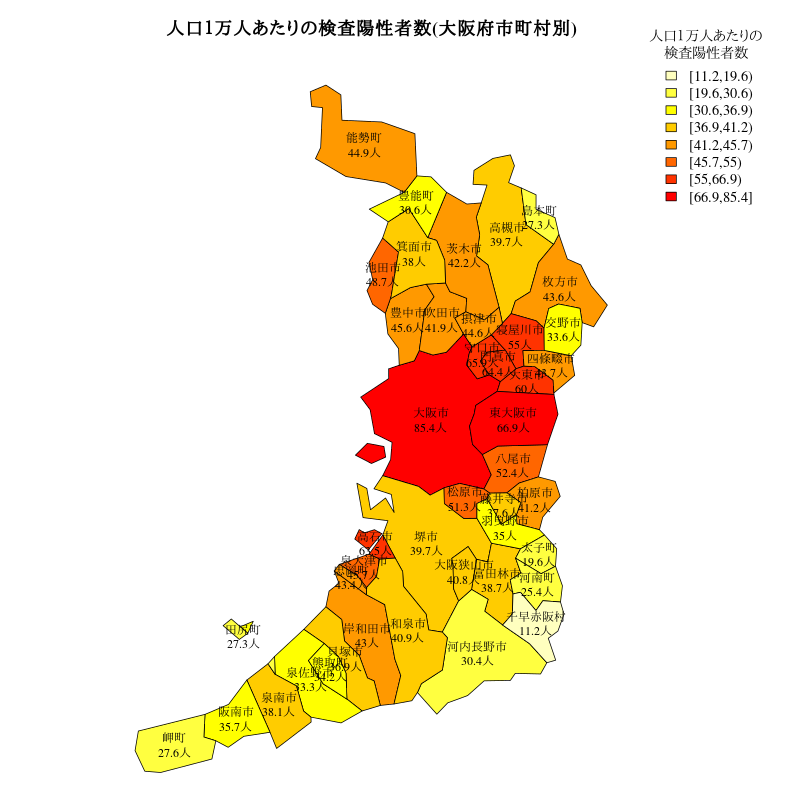 人口1万人あたりの検査陽性者数(大阪府市町村別)
人口1万人あたりの
検査陽性者数
[11.2,19.6)
[19.6,30.6)
[30.6,36.9)
[36.9,41.2)
[41.2,45.7)
[45.7,55)
[55,66.9)
[66.9,85.4]
能勢町
44.9人
豊能町
30.6人
島本町
27.3人
高槻市
39.7人
箕面市
38人
茨木市
42.2人
池田市
48.7人
枚方市
43.6人
豊中市
45.6人
吹田市
41.9人
摂津市
44.6人
寝屋川市
55人
交野市
33.6人
守口市
65.9人
門真市
64.4人
四條畷市
43.7人
大東市
60人
大阪市
85.4人
東大阪市
66.9人
八尾市
52.4人
松原市
51.3人
藤井寺市
37.6人
柏原市
41.2人
羽曳野市
35人
高石市
堺市
39.7人
太子町
19.6人
泉大津市
45.7人
忠岡町
43.4人
大阪狭山市
40.8人
富田林市
38.7人
河南町
25.4人
千早赤阪村
11.2人
田尻町
27.3人
岸和田市
43人
和泉市
40.9人
河内長野市
30.4人
貝塚市
36.9人
熊取町
34.2人
泉佐野市
33.3人
泉南市
38.1人
阪南市
35.7人
岬町
27.6人